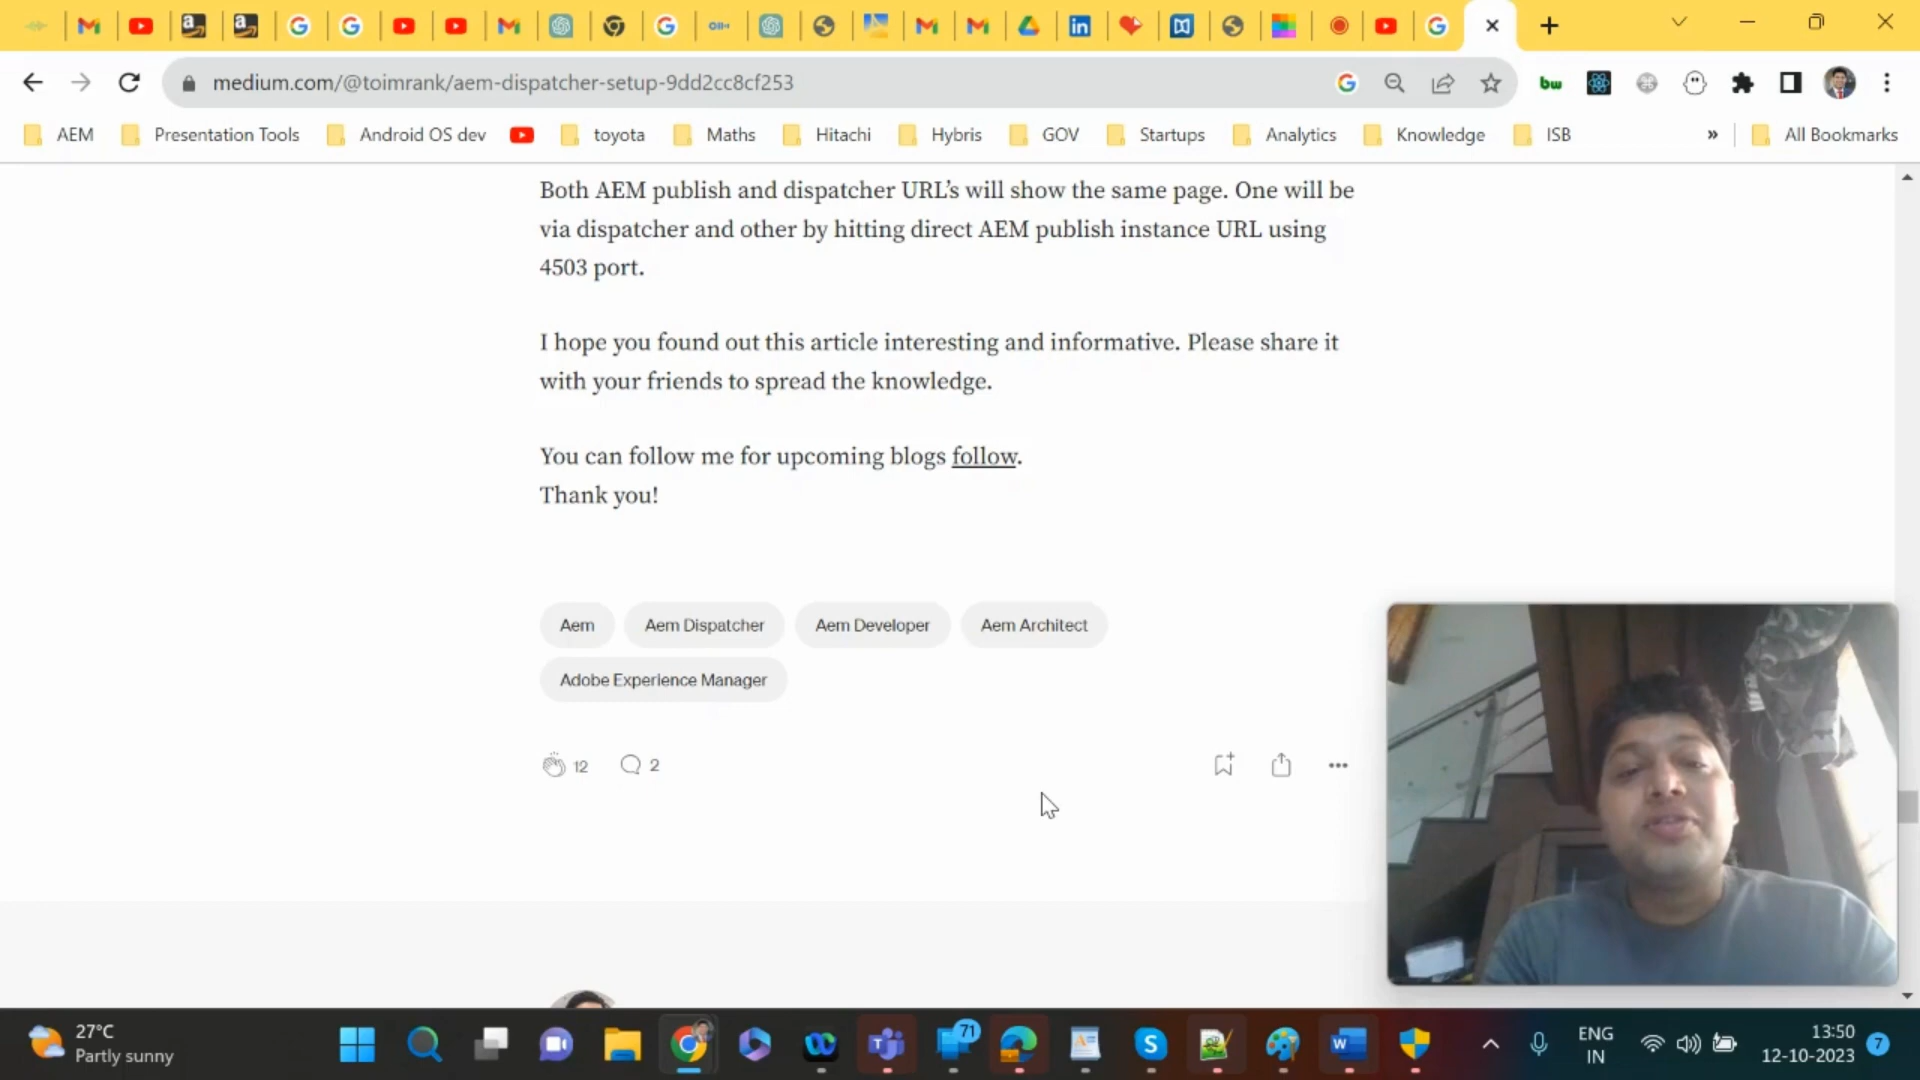 medium.com/@toimrank/aem-dispatcher-setup-9dd2cc8cf253
AEM Presentation Tools Android OS dev toyota Maths Hitachi Hybris GOV Startups Analytics Knowledge ISB » All Bookmarks
Both AEM publish and dispatcher URL’s will show the same page. One will be
via dispatcher and other by hitting direct AEM publish instance URL using
4503 port.
I hope you found out this article interesting and informative. Please share it
with your friends to spread the knowledge.
You can follow me for upcoming blogs follow.
Thank you!
Aem Aem Dispatcher Aem Developer Aem Architect
Adobe Experience Manager
12 2
27°C
Partly sunny
71
ENG
IN
13:50
12-10-2023
7